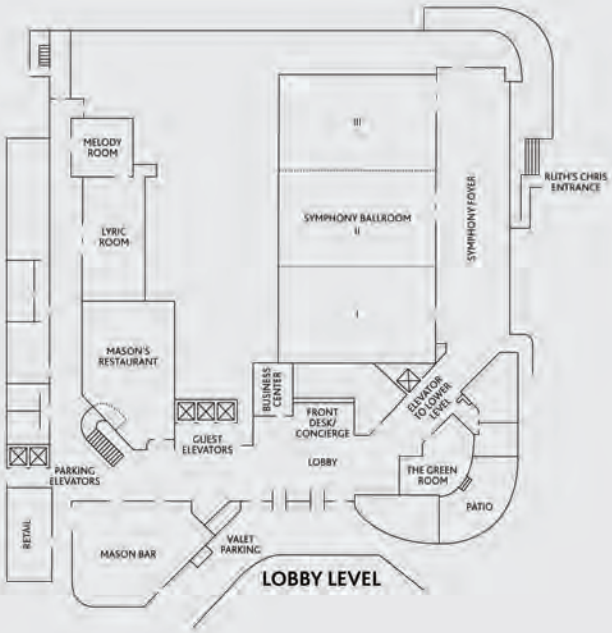 MELODY
ROOM
III
RUTH'S CHRIS
ENTRANCE
SYMPHONY FOYER
LYRIC
ROOM
SYMPHONY BALLROOM
II
I
MASON'S
RESTAURANT
BUSINESS
CENTER
ELEVATOR
TO LOWER
LEVEL
FRONT
DESK/
CONCIERGE
GUEST
ELEVATORS
LOBBY
PARKING
ELEVATORS
THE GREEN
ROOM
PATIO
RETAIL
MASON BAR
VALET
PARKING
LOBBY LEVEL